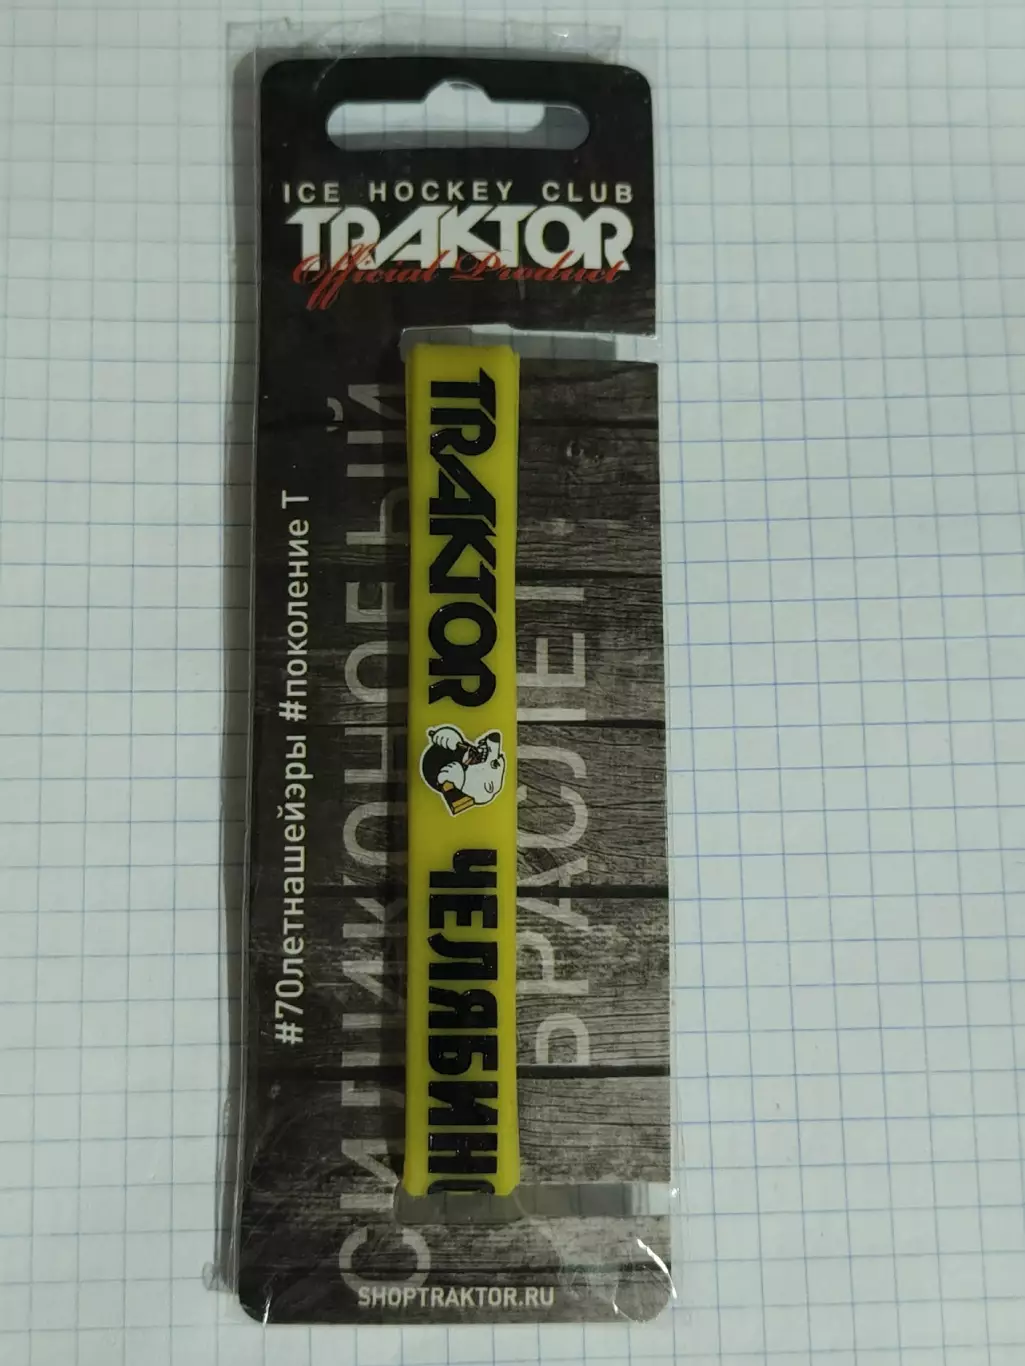 ICE HOCKEY CLUB
TRAKTOR
Official Product
#70летнашейэры #поколение Т
СИЛИКОНОВЫЙ
БРАСЛЕТ
TRAKTOR
ЧЕЛЯБИНС
SHOPTRAKTOR.RU